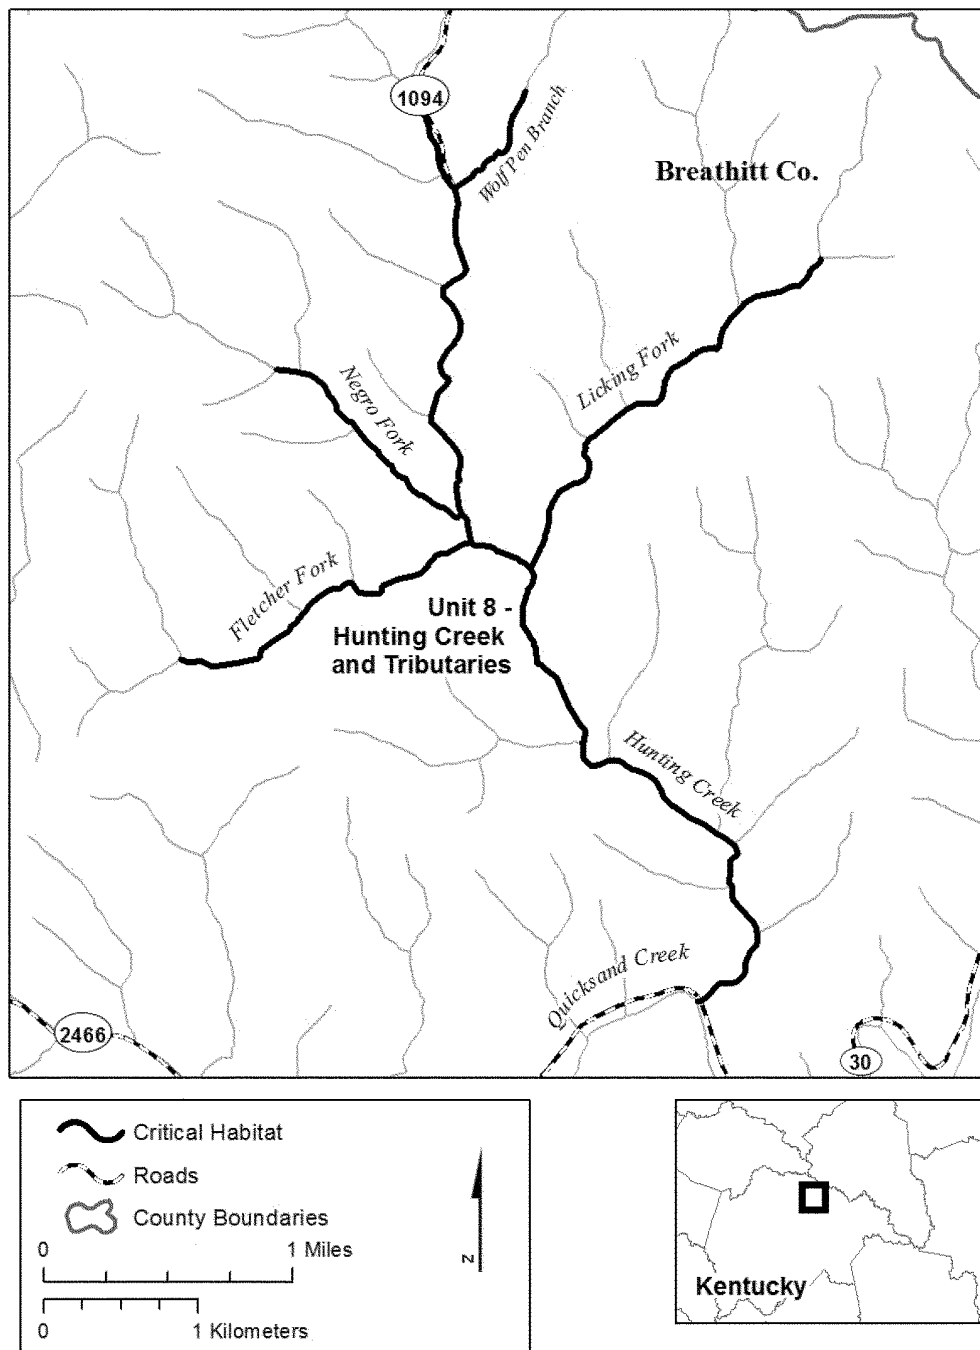 1094
Wolf Pen Branch
Breathitt Co.
Negro Fork
Licking Fork
Fletcher Fork
Unit 8 -
Hunting Creek
and Tributaries
Hunting Creek
Quicksand Creek
2466
30
Critical Habitat
Roads
County Boundaries
0 1 Miles
0 1 Kilometers
N
Kentucky